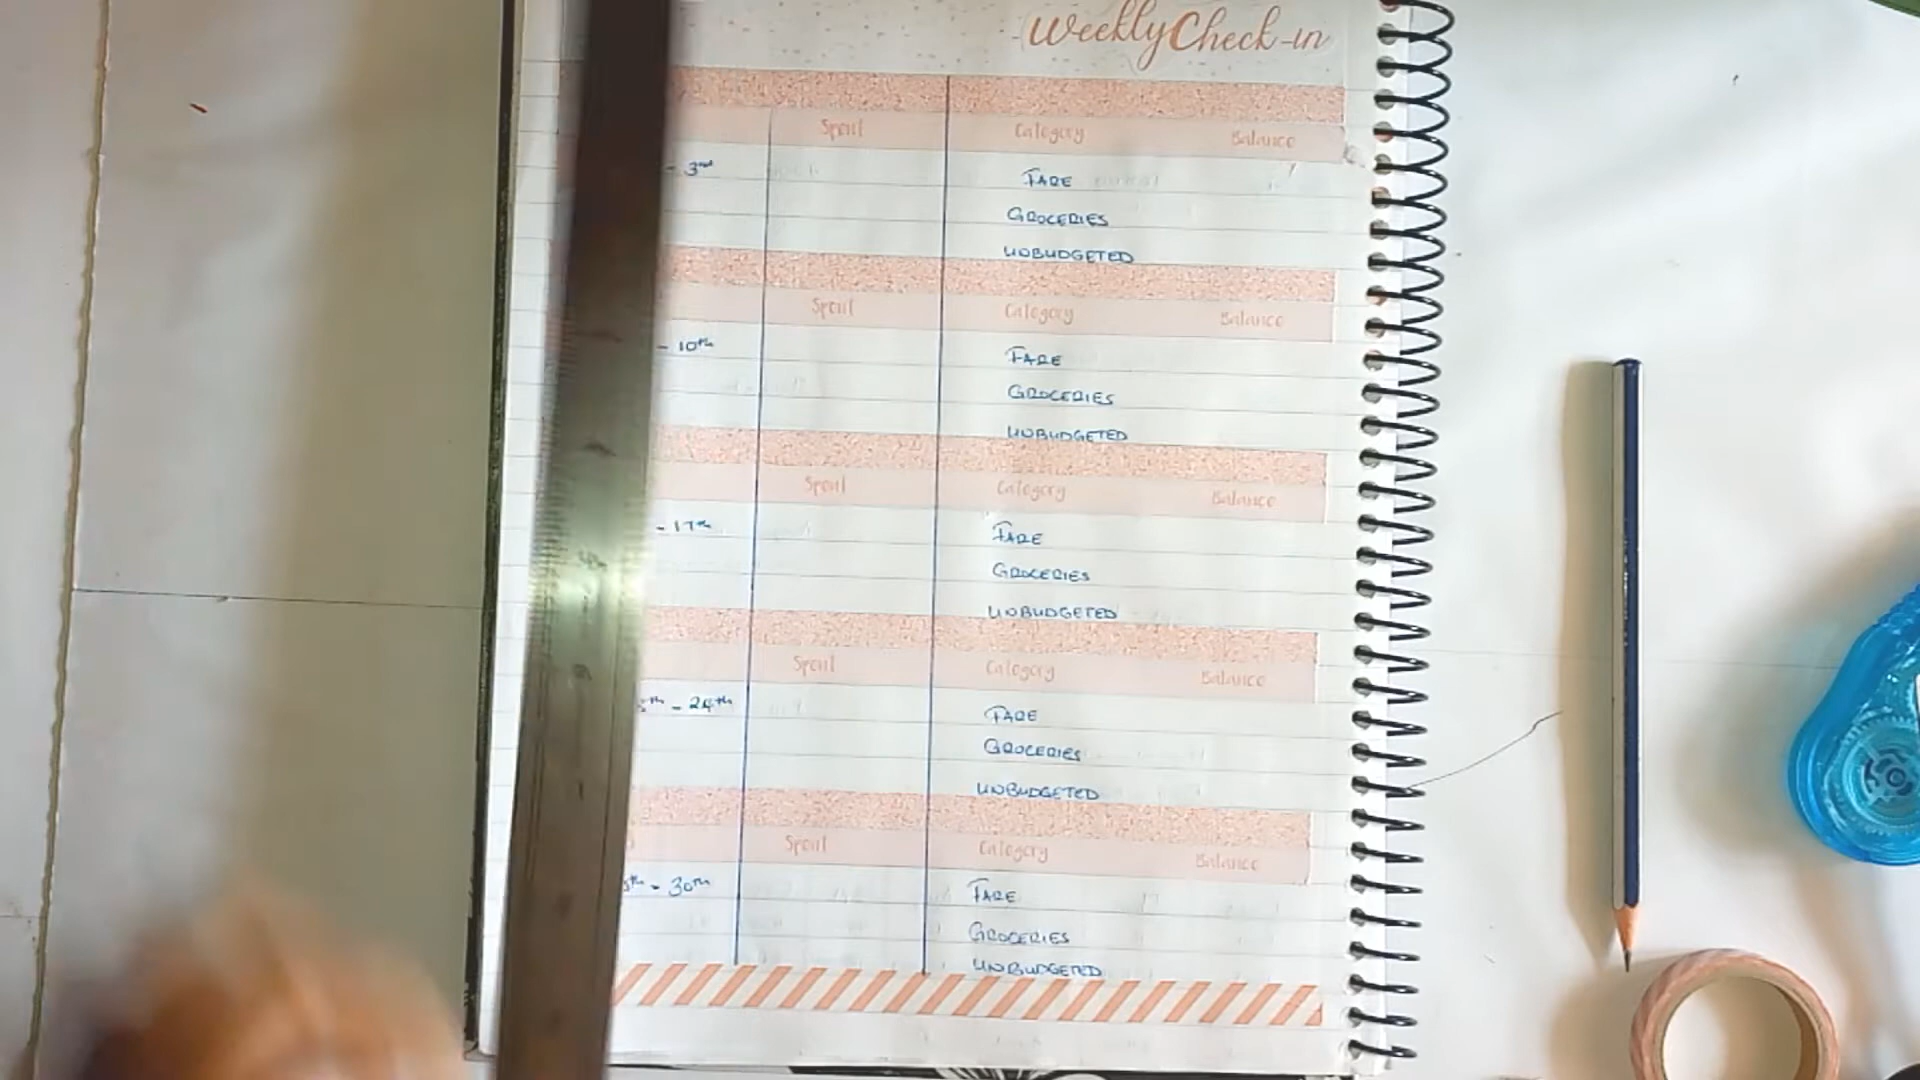 Weekly Check-in
Spent Category Balance
- 3rd FARE
GROCERIES
UNBUDGETED
Spent Category Balance
- 10th FARE
GROCERIES
UNBUDGETED
Spent Category Balance
- 17th FARE
GROCERIES
UNBUDGETED
Spent Category Balance
th - 24th FARE
GROCERIES
UNBUDGETED
Spent Category Balance
th - 30th FARE
GROCERIES
UNBUDGETED